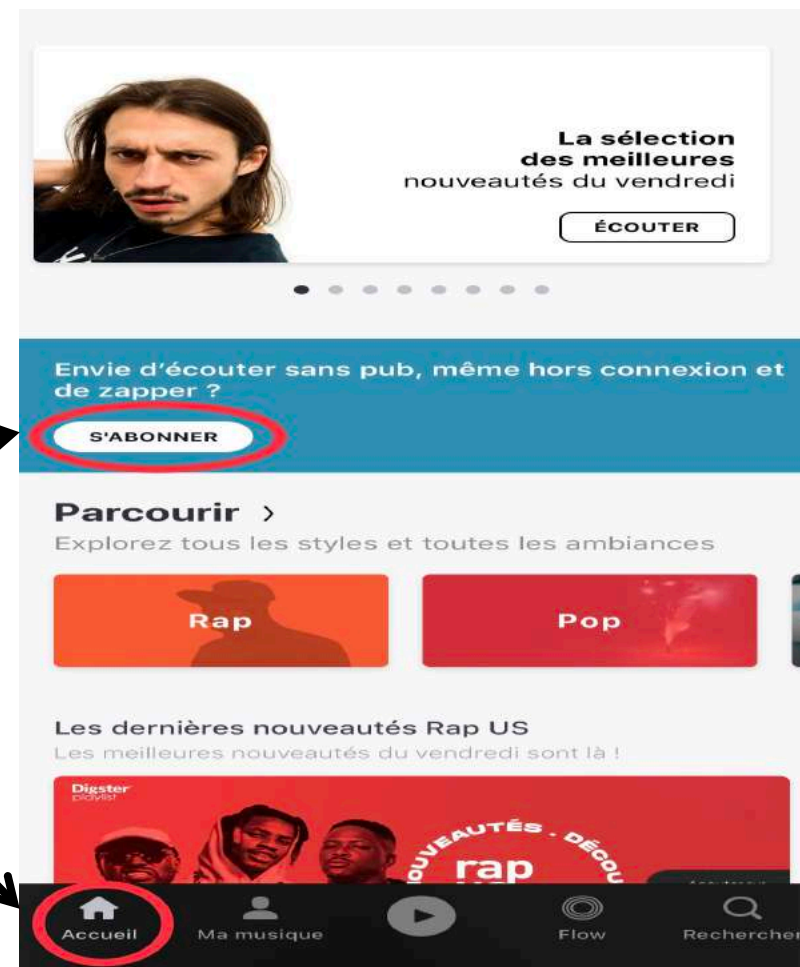 La sélection
des meilleures
nouveautés du vendredi
ÉCOUTER
Envie d'écouter sans pub, même hors connexion et
de zapper ?
S'ABONNER
Parcourir >
Explorez tous les styles et toutes les ambiances
Rap
Pop
Les dernières nouveautés Rap US
Les meilleures nouveautés du vendredi sont là !
Digster
playlist
NOUVEAUTÉS . DÉCOU
rap
Accueil
Ma musique
Flow
Rechercher